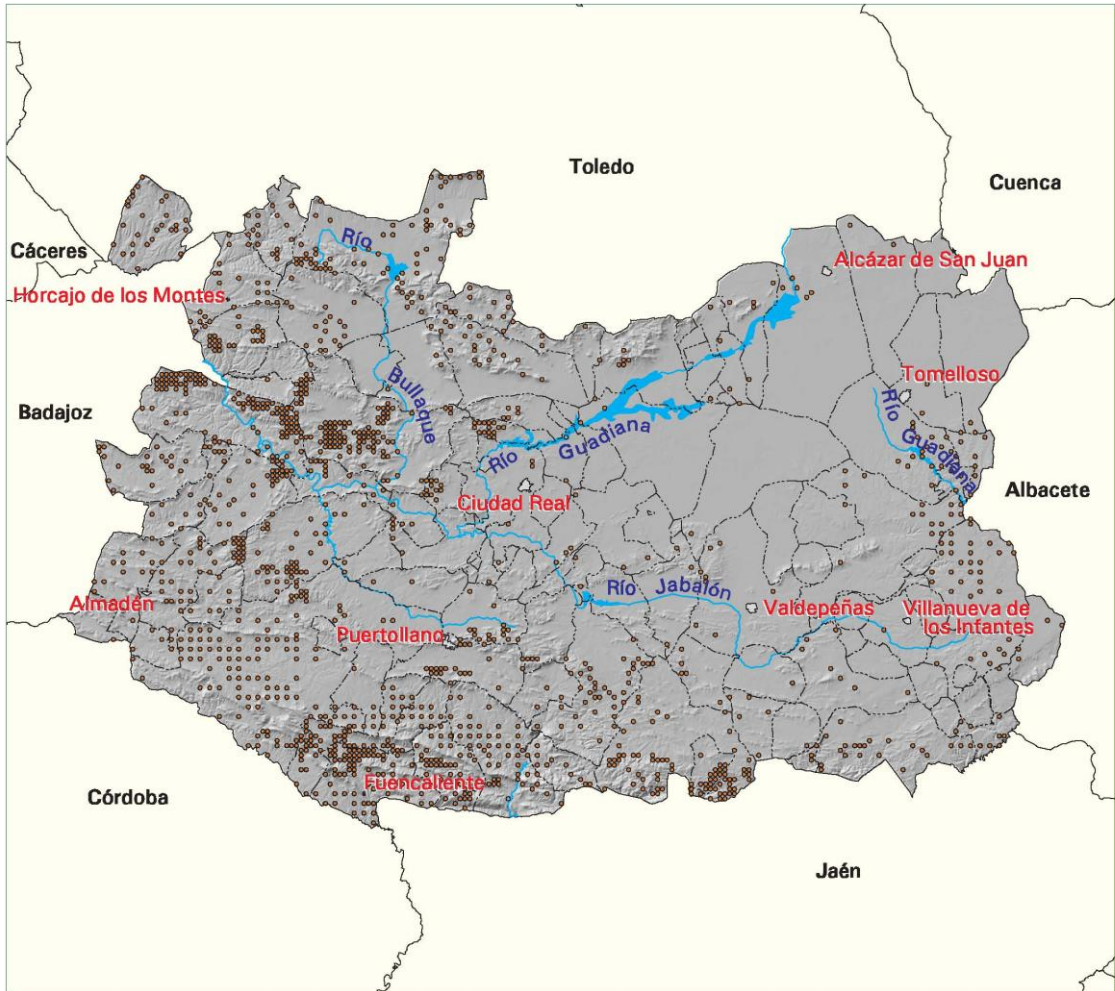 Toledo
Cuenca
Río
Cáceres
Alcázar de San Juan
Horcajo de los Montes
Bullaque
Tomelloso
Badajoz
Río Guadiana
Río Guadiana
Albacete
Ciudad Real
Río Jabalón
Almadén
Puertollano
Valdepeñas
Villanueva de
los Infantes
Fuencaliente
Córdoba
Jaén